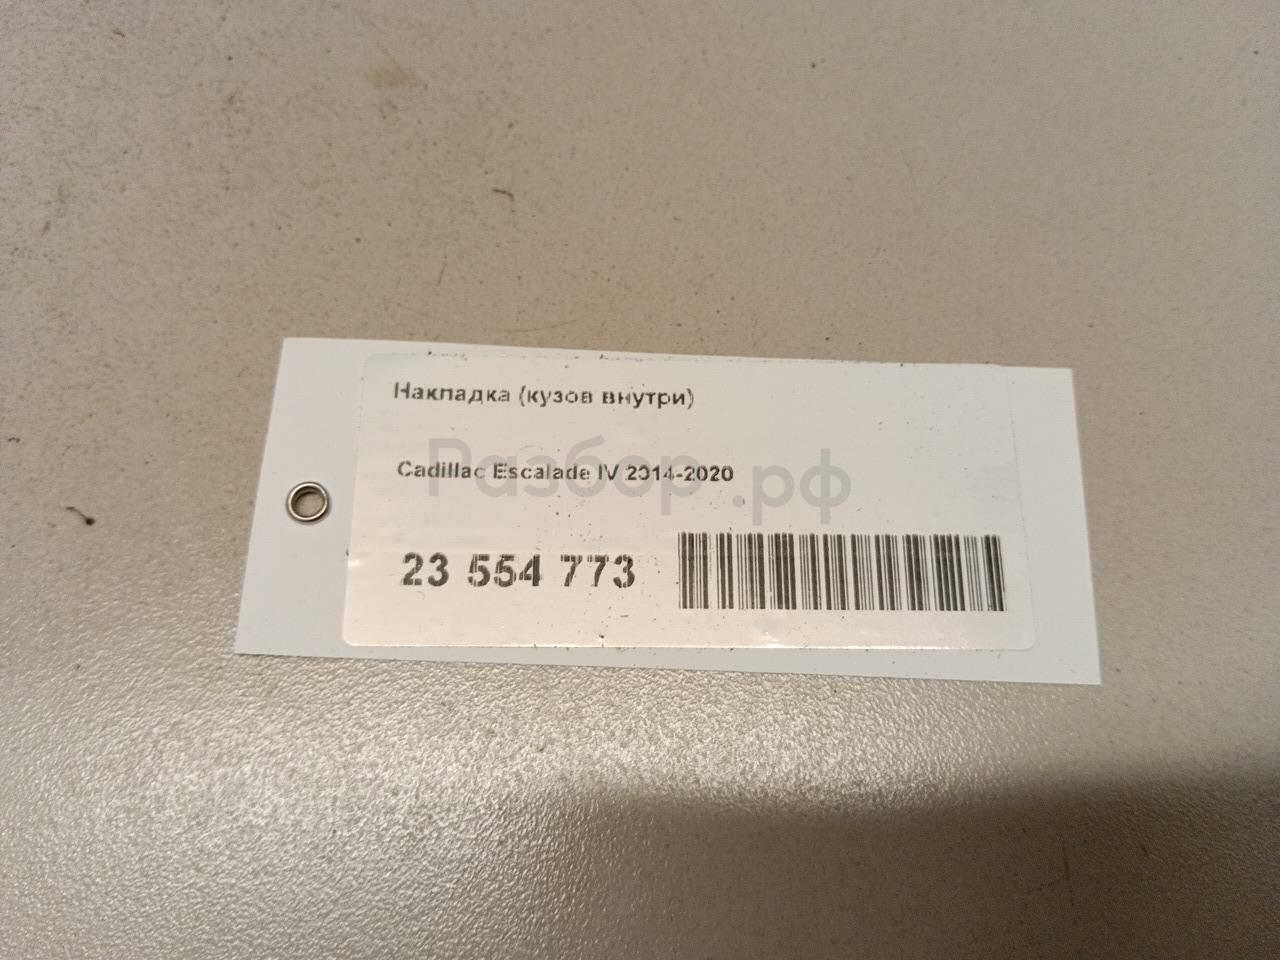 Накладка (кузов внутри)
Cadillac Escalade IV 2014-2020
Разбор.рф
23 554 773